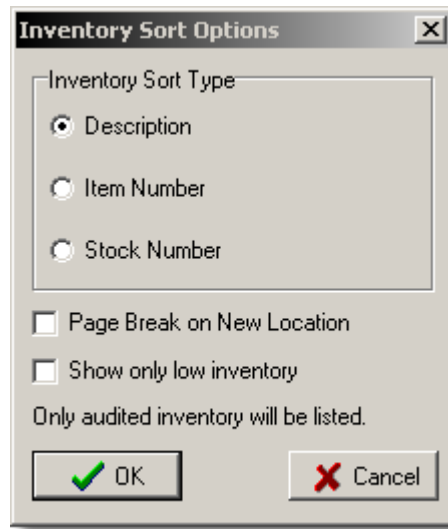 Inventory Sort Options
Inventory Sort Type
Description
Item Number
Stock Number
Page Break on New Location
Show only low inventory
Only audited inventory will be listed.
OK
Cancel